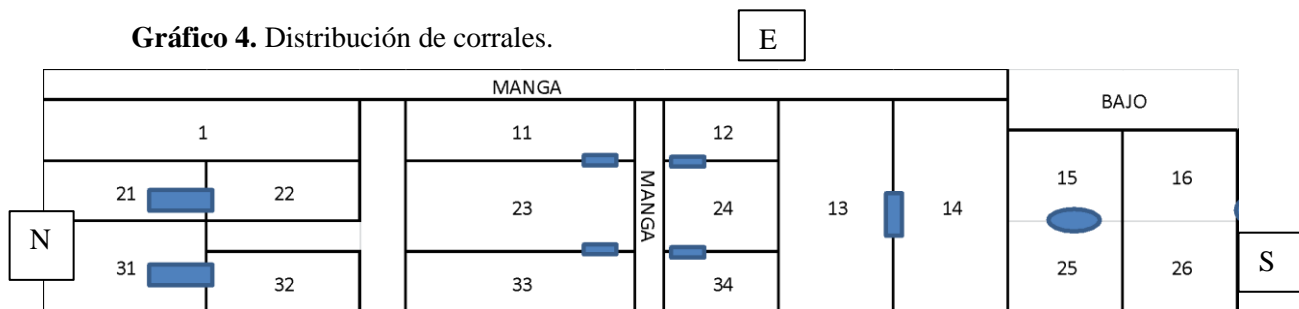 Gráfico 4. Distribución de corrales.
E
MANGA
BAJO
1
11
12
21
22
23
MANGA
24
13
14
15
16
N
31
32
33
34
25
26
S